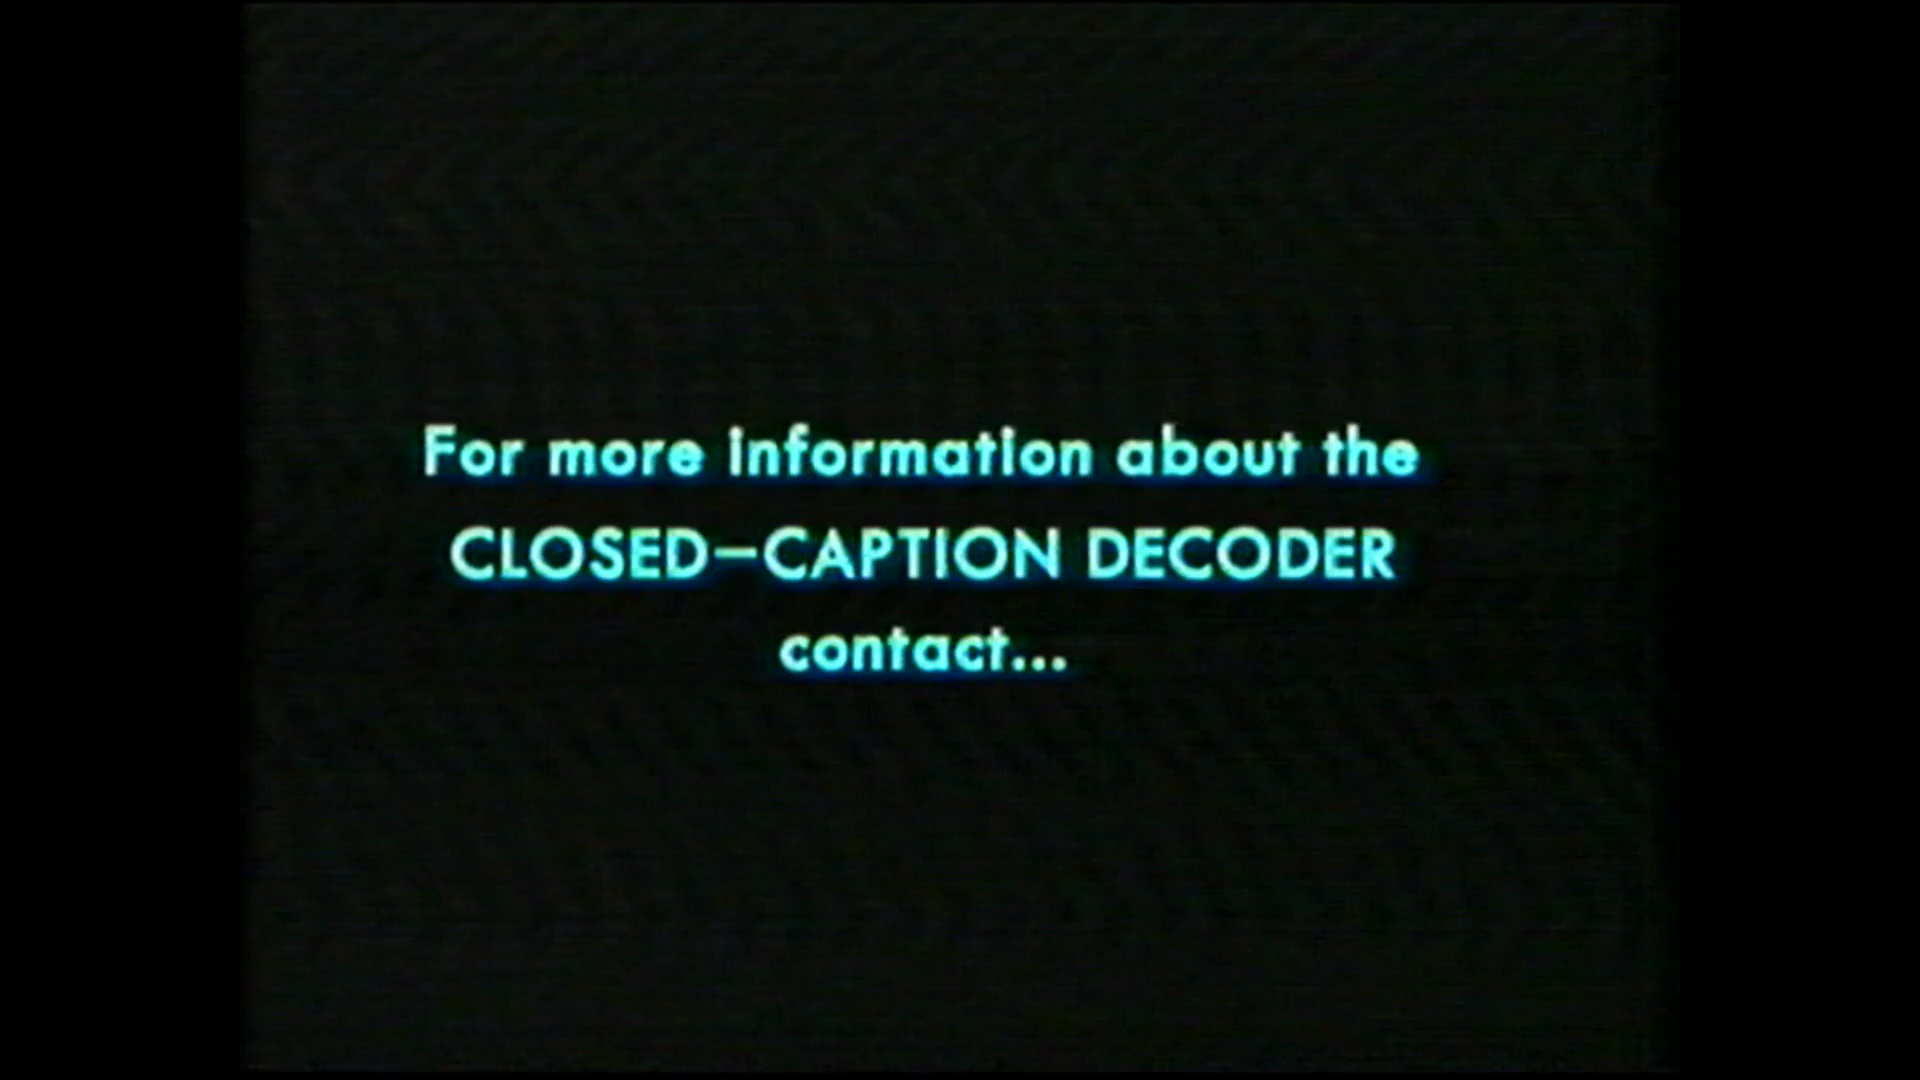 For more information about the
CLOSED—CAPTION DECODER
contact...